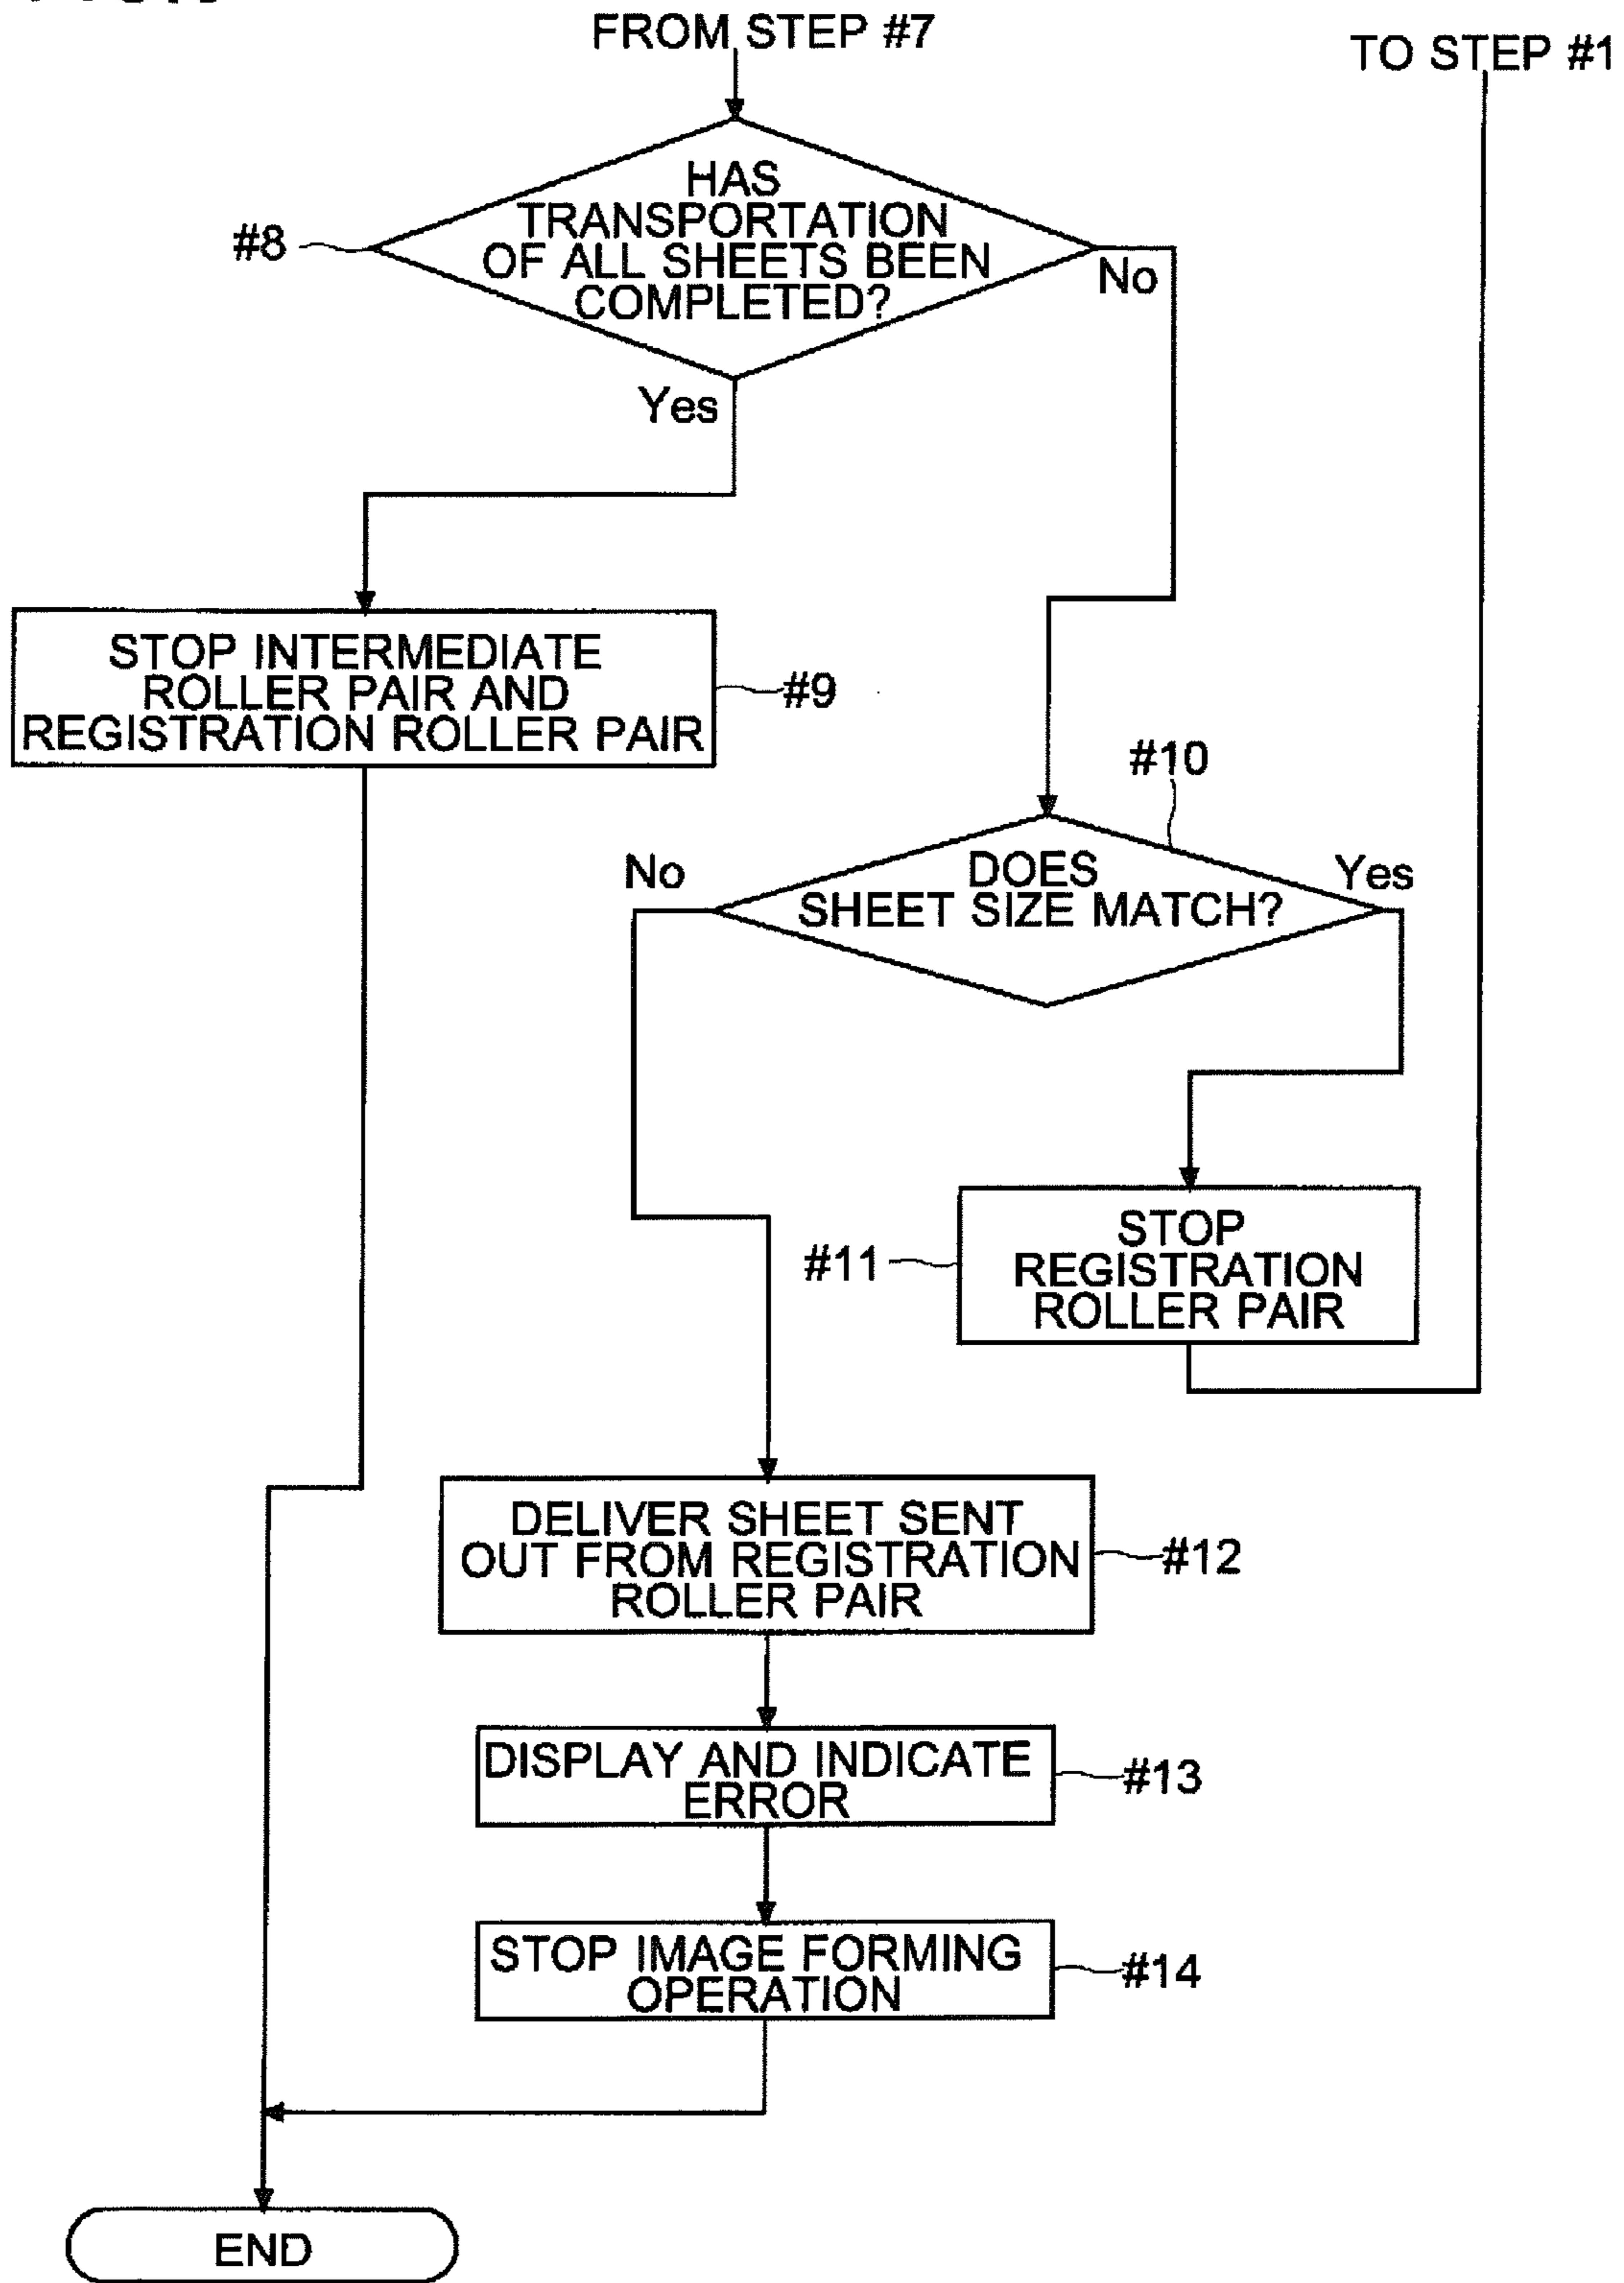 FROM STEP #7
TO STEP #1
HAS
TRANSPORTATION
OF ALL SHEETS BEEN
COMPLETED?
#8
No
Yes
STOP INTERMEDIATE
ROLLER PAIR AND
REGISTRATION ROLLER PAIR
#9
#10
DOES
SHEET SIZE MATCH?
No
Yes
STOP
REGISTRATION
ROLLER PAIR
#11
DELIVER SHEET SENT
OUT FROM REGISTRATION
ROLLER PAIR
#12
DISPLAY AND INDICATE
ERROR
#13
STOP IMAGE FORMING
OPERATION
#14
END